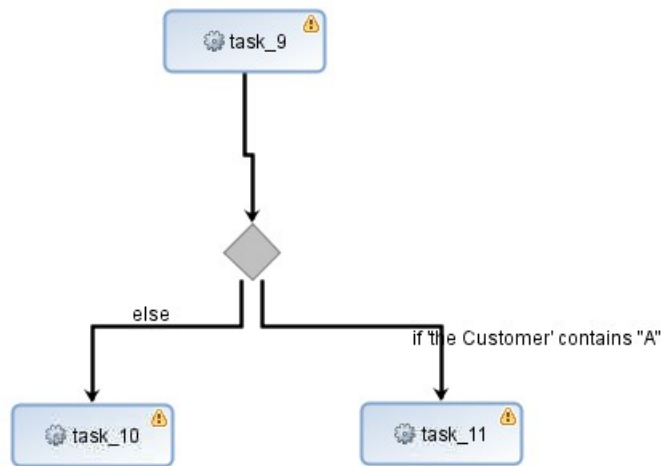 task_9
else
if 'the Customer' contains "A"
task_10
task_11